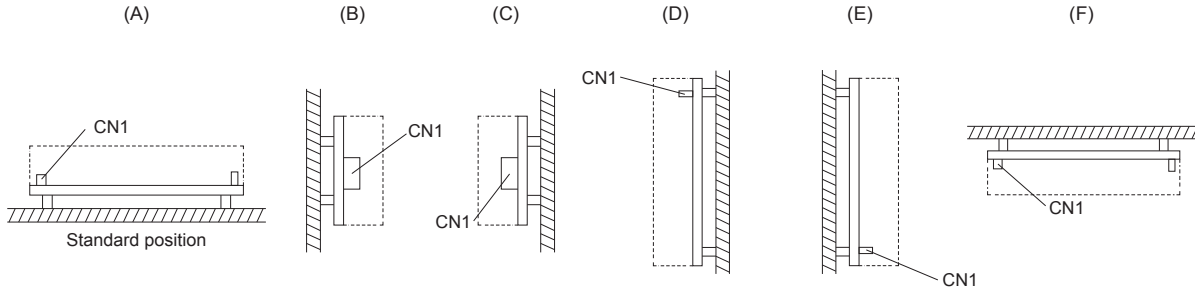 (A)
(B)
(C)
(D)
(E)
(F)
CN1
CN1
CN1
CN1
CN1
CN1
Standard position